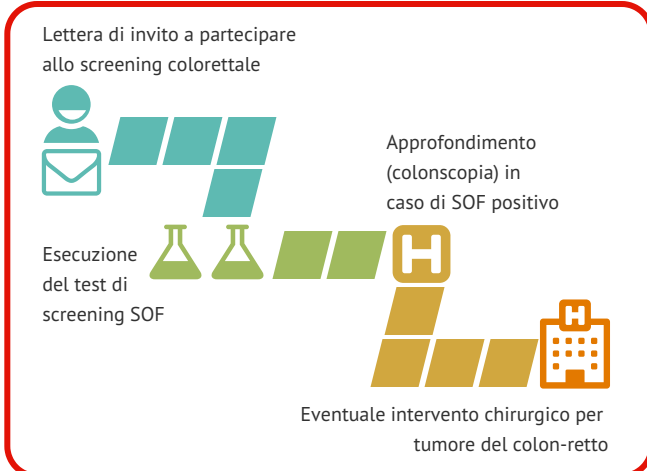 Lettera di invito a partecipare
allo screening colorettale
Approfondimento
(colonscopia) in
caso di SOF positivo
Esecuzione
del test di
screening SOF
H
H
Eventuale intervento chirurgico per
tumore del colon-retto